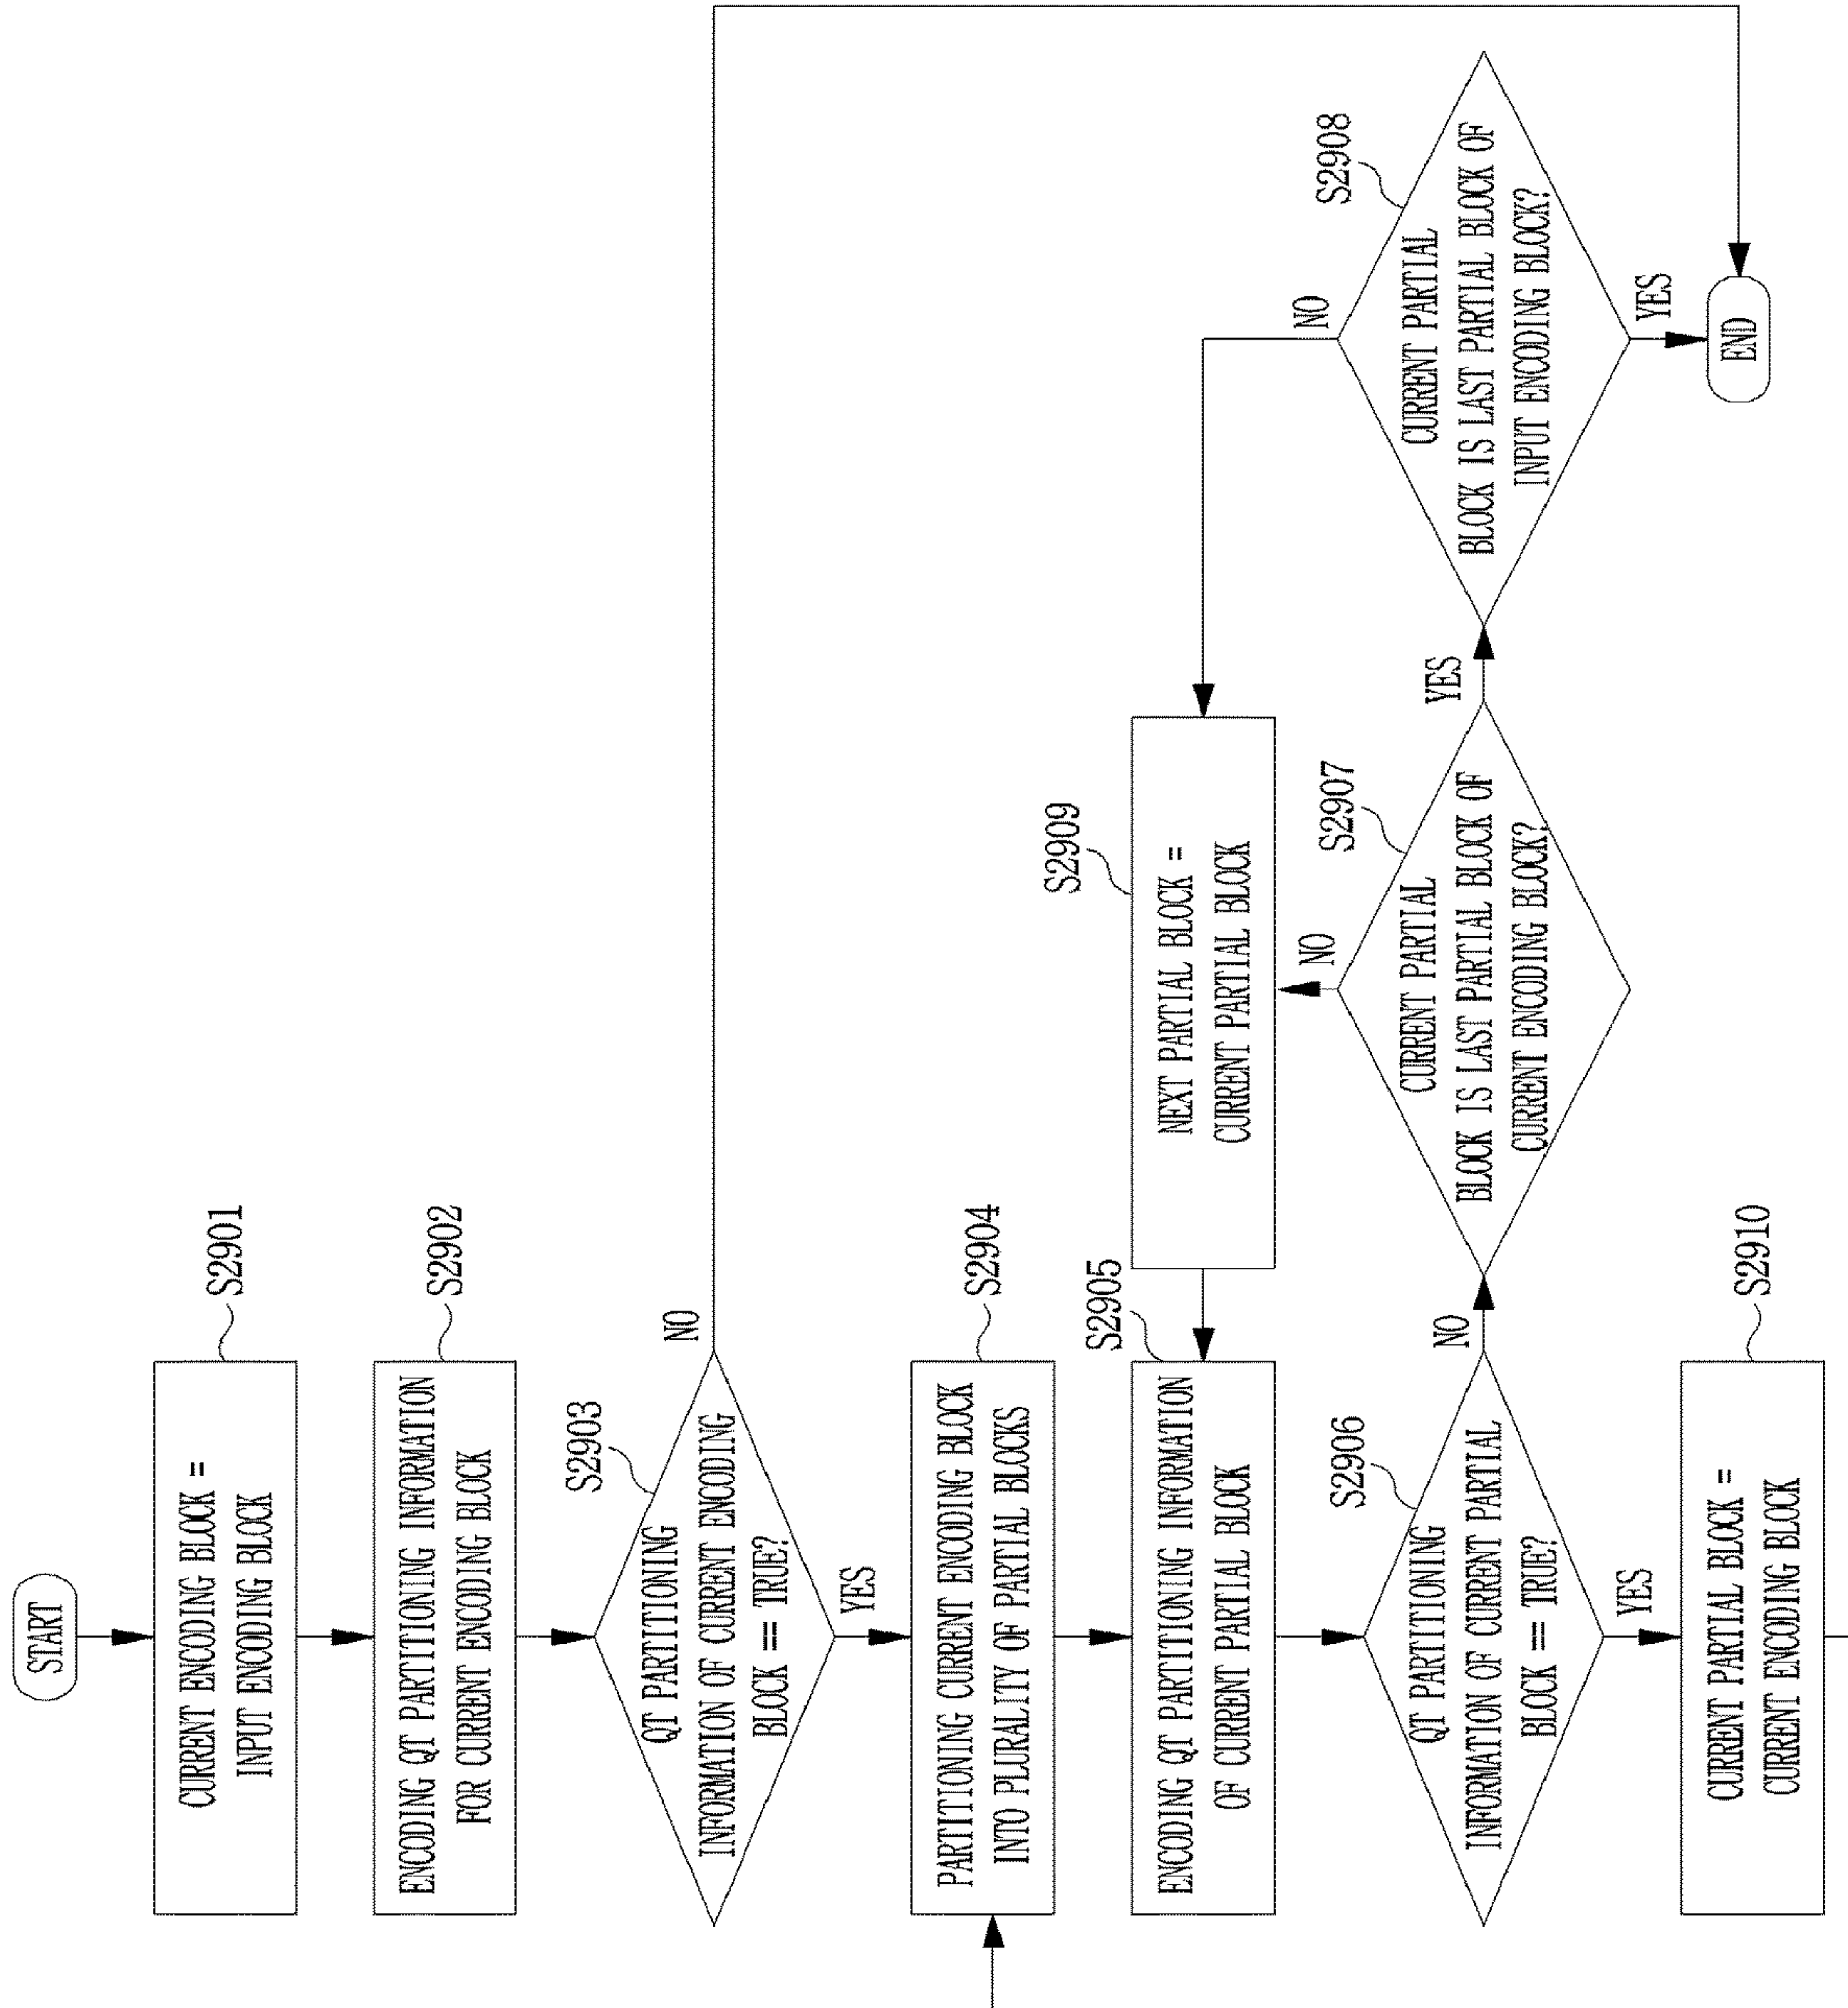 START
CURRENT ENCODING BLOCK =
INPUT ENCODING BLOCK
S2901
ENCODING QT PARTITIONING INFORMATION
FOR CURRENT ENCODING BLOCK
S2902
QT PARTITIONING
INFORMATION OF CURRENT ENCODING
BLOCK == TRUE?
S2903
NO
YES
PARTITIONING CURRENT ENCODING BLOCK
INTO PLURALITY OF PARTIAL BLOCKS
S2904
ENCODING QT PARTITIONING INFORMATION
OF CURRENT PARTIAL BLOCK
S2905
QT PARTITIONING
INFORMATION OF CURRENT PARTIAL
BLOCK == TRUE?
S2906
NO
YES
CURRENT PARTIAL BLOCK =
CURRENT ENCODING BLOCK
S2910
NEXT PARTIAL BLOCK =
CURRENT PARTIAL BLOCK
S2909
CURRENT PARTIAL
BLOCK IS LAST PARTIAL BLOCK OF
CURRENT ENCODING BLOCK?
S2907
NO
YES
CURRENT PARTIAL
BLOCK IS LAST PARTIAL BLOCK OF
INPUT ENCODING BLOCK?
S2908
NO
YES
END